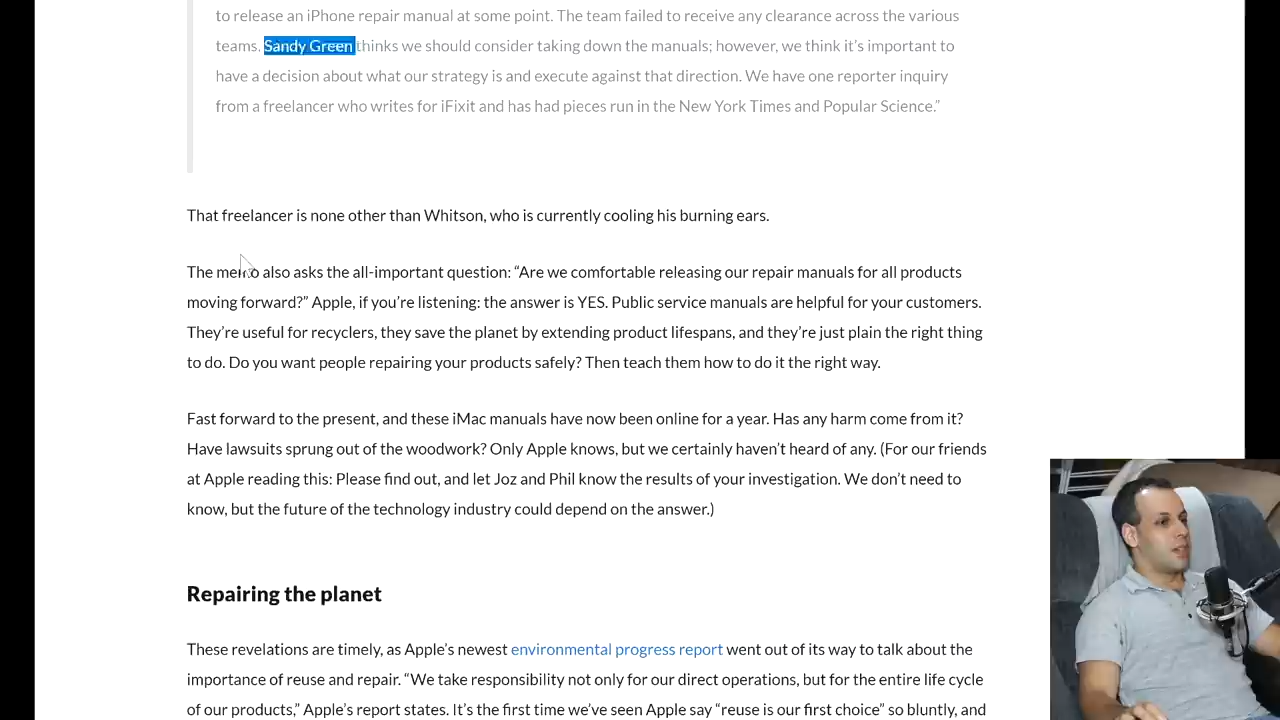 to release an iPhone repair manual at some point. The team failed to receive any clearance across the various
teams. Sandy Green thinks we should consider taking down the manuals; however, we think it’s important to
have a decision about what our strategy is and execute against that direction. We have one reporter inquiry
from a freelancer who writes for iFixit and has had pieces run in the New York Times and Popular Science.”
That freelancer is none other than Whitson, who is currently cooling his burning ears.
The memo also asks the all-important question: “Are we comfortable releasing our repair manuals for all products
moving forward?” Apple, if you’re listening: the answer is YES. Public service manuals are helpful for your customers.
They’re useful for recyclers, they save the planet by extending product lifespans, and they’re just plain the right thing
to do. Do you want people repairing your products safely? Then teach them how to do it the right way.
Fast forward to the present, and these iMac manuals have now been online for a year. Has any harm come from it?
Have lawsuits sprung out of the woodwork? Only Apple knows, but we certainly haven’t heard of any. (For our friends
at Apple reading this: Please find out, and let Joz and Phil know the results of your investigation. We don’t need to
know, but the future of the technology industry could depend on the answer.)
Repairing the planet
These revelations are timely, as Apple’s newest environmental progress report went out of its way to talk about the
importance of reuse and repair. “We take responsibility not only for our direct operations, but for the entire life cycle
of our products,” Apple’s report states. It’s the first time we’ve seen Apple say “reuse is our first choice” so bluntly, and